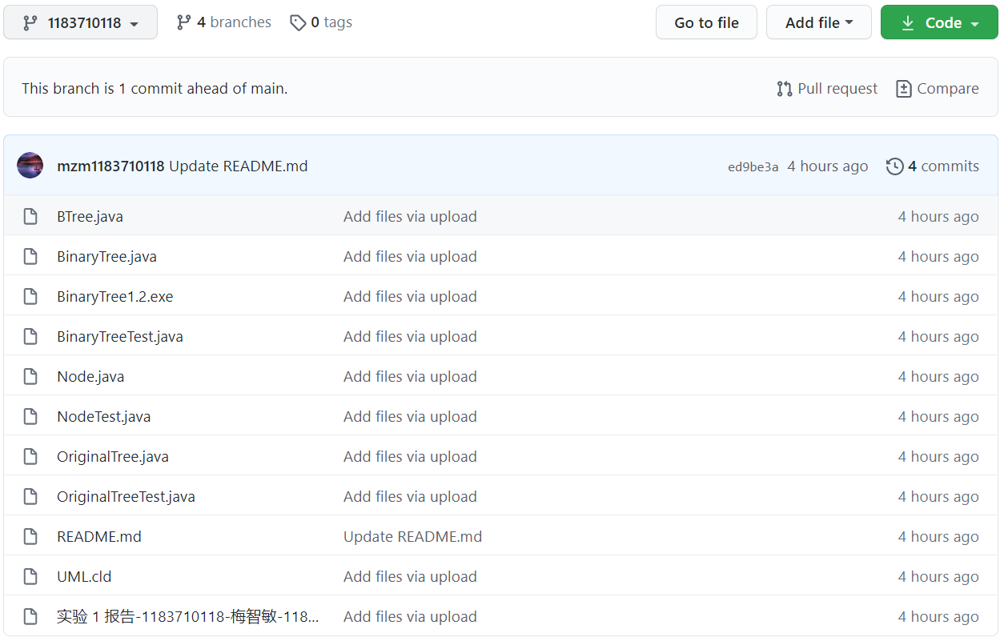 1183710118 4 branches 0 tags Go to file Add file Code
This branch is 1 commit ahead of main. Pull request Compare
mzm1183710118 Update README.md ed9be3a 4 hours ago 4 commits
BTree.java Add files via upload 4 hours ago
BinaryTree.java Add files via upload 4 hours ago
BinaryTree1.2.exe Add files via upload 4 hours ago
BinaryTreeTest.java Add files via upload 4 hours ago
Node.java Add files via upload 4 hours ago
NodeTest.java Add files via upload 4 hours ago
OriginalTree.java Add files via upload 4 hours ago
OriginalTreeTest.java Add files via upload 4 hours ago
README.md Update README.md 4 hours ago
UML.cld Add files via upload 4 hours ago
实验 1 报告-1183710118-梅智敏-118... Add files via upload 4 hours ago